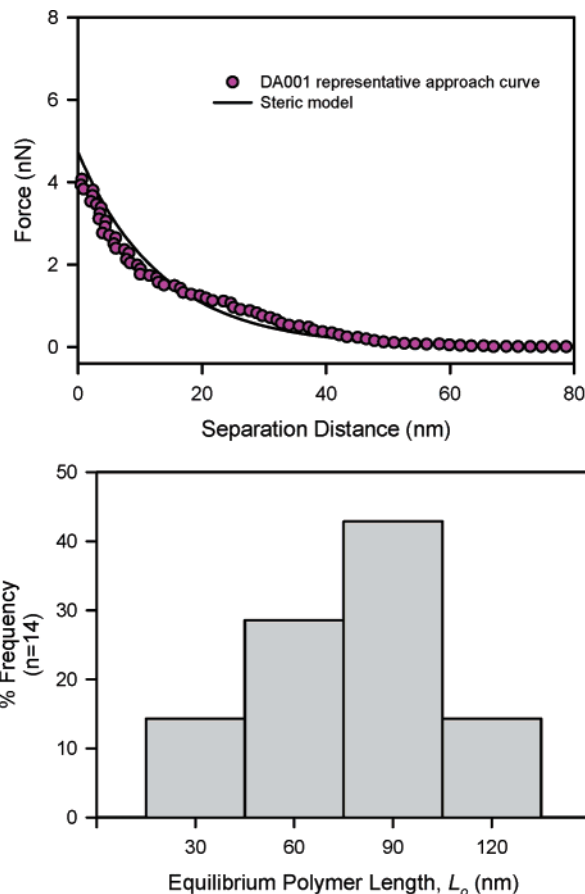 8
6
4
2
0
Force (nN)
DA001 representative approach curve
Steric model
0
20
40
60
80
Separation Distance (nm)
50
40
30
20
10
0
% Frequency
(n=14)
30
60
90
120
Equilibrium Polymer Length, Lₒ (nm)